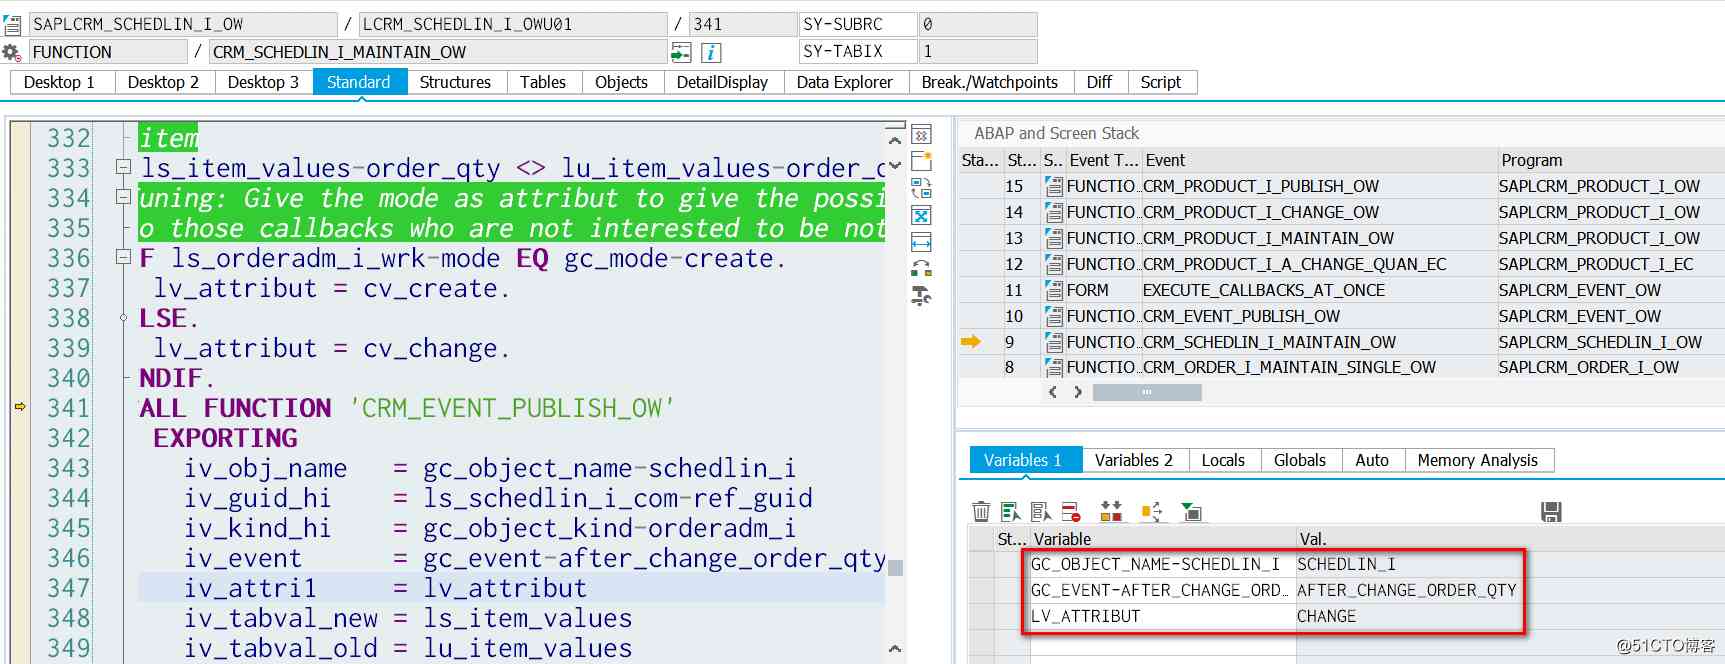 SAPLCRM_SCHEDLIN_I_OW / LCRM_SCHEDLIN_I_OWU01 / 341 SY-SUBRC 0
FUNCTION / CRM_SCHEDLIN_I_MAINTAIN_OW SY-TABIX 1
Desktop 1 Desktop 2 Desktop 3 Standard Structures Tables Objects DetailDisplay Data Explorer Break./Watchpoints Diff Script
332 item
333 ls_item_values-order_qty <> lu_item_values-order_
334 uning: Give the mode as attribut to give the possi
335 o those callbacks who are not interested to be not
336 F ls_orderadm_i_wrk-mode EQ gc_mode-create.
337 lv_attribut = cv_create.
338 LSE.
339 lv_attribut = cv_change.
340 NDIF.
341 ALL FUNCTION 'CRM_EVENT_PUBLISH_OW'
342 EXPORTING
343 iv_obj_name = gc_object_name-schedlin_i
344 iv_guid_hi = ls_schedlin_i_com-ref_guid
345 iv_kind_hi = gc_object_kind-orderadm_i
346 iv_event = gc_event-after_change_order_qty
347 iv_attri1 = lv_attribut
348 iv_tabval_new = ls_item_values
349 iv_tabval_old = lu_item_values
ABAP and Screen Stack
Sta... St... S.. Event T... Event Program
15 FUNCTIO.. CRM_PRODUCT_I_PUBLISH_OW SAPLCRM_PRODUCT_I_OW
14 FUNCTIO.. CRM_PRODUCT_I_CHANGE_OW SAPLCRM_PRODUCT_I_OW
13 FUNCTIO.. CRM_PRODUCT_I_MAINTAIN_OW SAPLCRM_PRODUCT_I_OW
12 FUNCTIO.. CRM_PRODUCT_I_A_CHANGE_QUAN_EC SAPLCRM_PRODUCT_I_EC
11 FORM EXECUTE_CALLBACKS_AT_ONCE SAPLCRM_EVENT_OW
10 FUNCTIO.. CRM_EVENT_PUBLISH_OW SAPLCRM_EVENT_OW
9 FUNCTIO.. CRM_SCHEDLIN_I_MAINTAIN_OW SAPLCRM_SCHEDLIN_I_OW
8 FUNCTIO.. CRM_ORDER_I_MAINTAIN_SINGLE_OW SAPLCRM_ORDER_I_OW
Variables 1 Variables 2 Locals Globals Auto Memory Analysis
St... Variable Val.
GC_OBJECT_NAME-SCHEDLIN_I SCHEDLIN_I
GC_EVENT-AFTER_CHANGE_ORD... AFTER_CHANGE_ORDER_QTY
LV_ATTRIBUT CHANGE
@51CTO博客